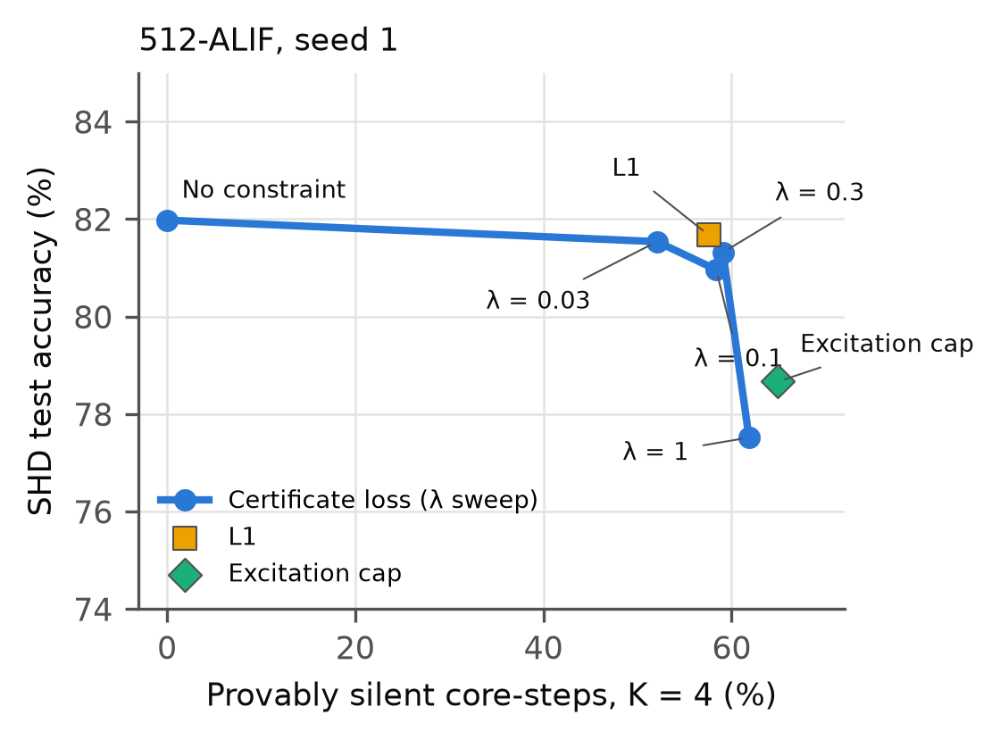 512-ALIF, seed 1
SHD test accuracy (%)
84
82
80
78
76
74
No constraint
L1
λ = 0.3
λ = 0.03
λ = 0.1
Excitation cap
λ = 1
Certificate loss (λ sweep)
L1
Excitation cap
0
20
40
60
Provably silent core-steps, K = 4 (%)